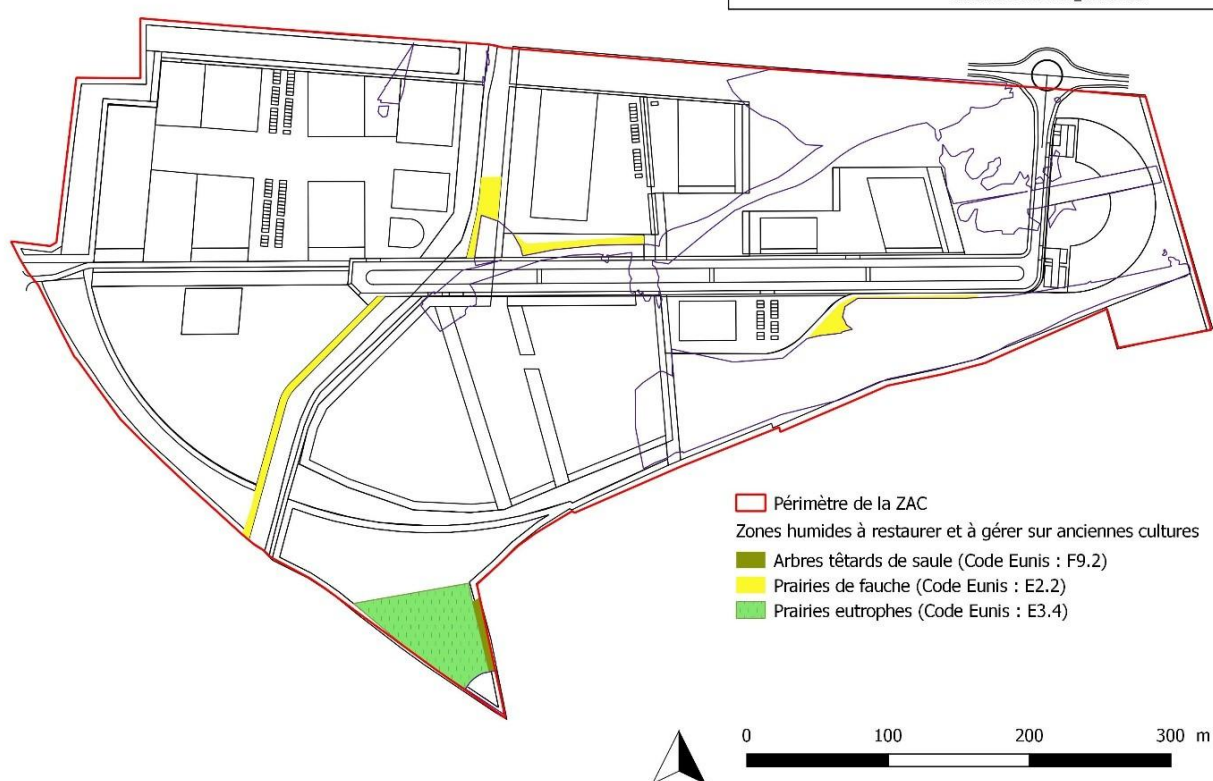 Périmètre de la ZAC
Zones humides à restaurer et à gérer sur anciennes cultures
Arbres têtards de saule (Code Eunis : F9.2)
Prairies de fauche (Code Eunis : E2.2)
Prairies eutrophes (Code Eunis : E3.4)
0 100 200 300 m